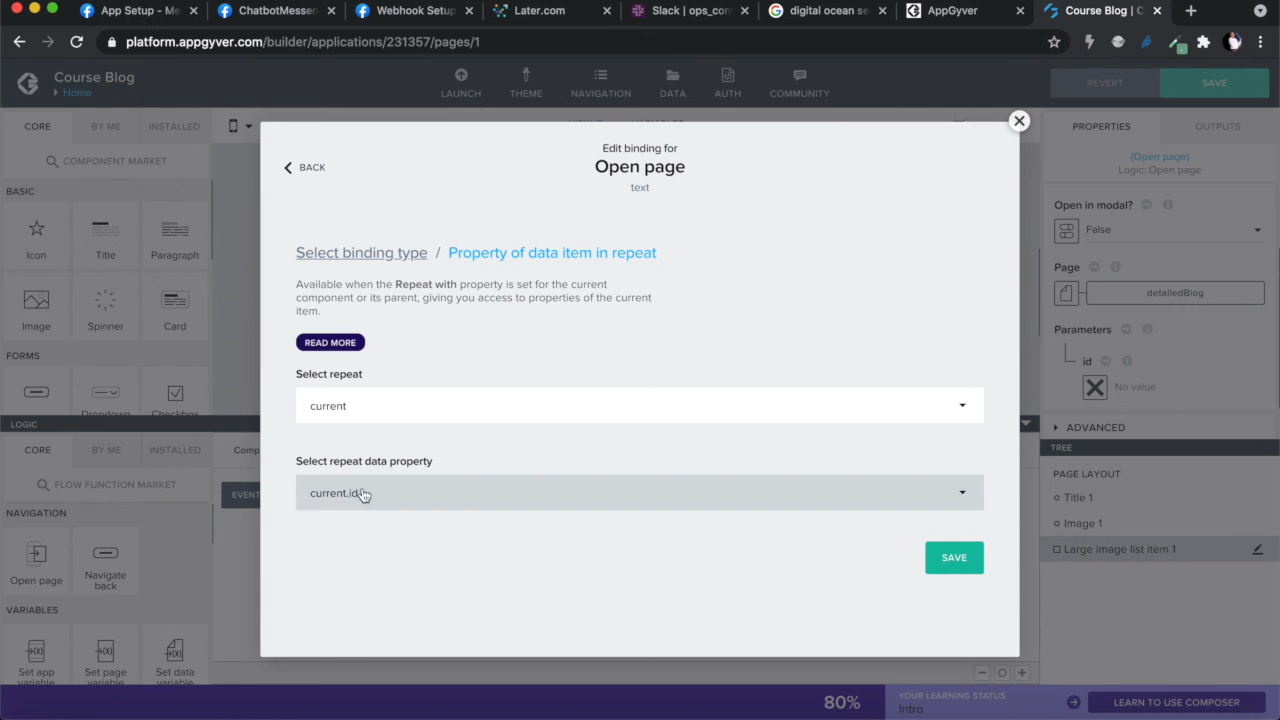 App Setup - Me
ChatbotMessen
Webhook Setup
Later.com
Slack | ops_con
digital ocean se
AppGyver
Course Blog | C
platform.appgyver.com/builder/applications/231357/pages/1
Course Blog
Home
LAUNCH
THEME
NAVIGATION
DATA
AUTH
COMMUNITY
REVERT
SAVE
CORE
BY ME
INSTALLED
COMPONENT MARKET
BASIC
Icon
Title
Paragraph
Image
Spinner
Card
FORMS
Dropdown
Checkbox
LOGIC
CORE
BY ME
INSTALLED
Comp
FLOW FUNCTION MARKET
EVENT
NAVIGATION
Open page
Navigate
back
VARIABLES
Set app
variable
Set page
variable
Set data
variable
BACK
Edit binding for
Open page
text
Select binding type / Property of data item in repeat
Available when the Repeat with property is set for the current
component or its parent, giving you access to properties of the current
item.
READ MORE
Select repeat
current
Select repeat data property
current.id
SAVE
PROPERTIES
OUTPUTS
(Open page)
Logic: Open page
Open in modal?
False
Page
detailedBlog
Parameters
id
No value
ADVANCED
TREE
PAGE LAYOUT
Title 1
Image 1
Large image list item 1
80%
YOUR LEARNING STATUS
Intro
LEARN TO USE COMPOSER